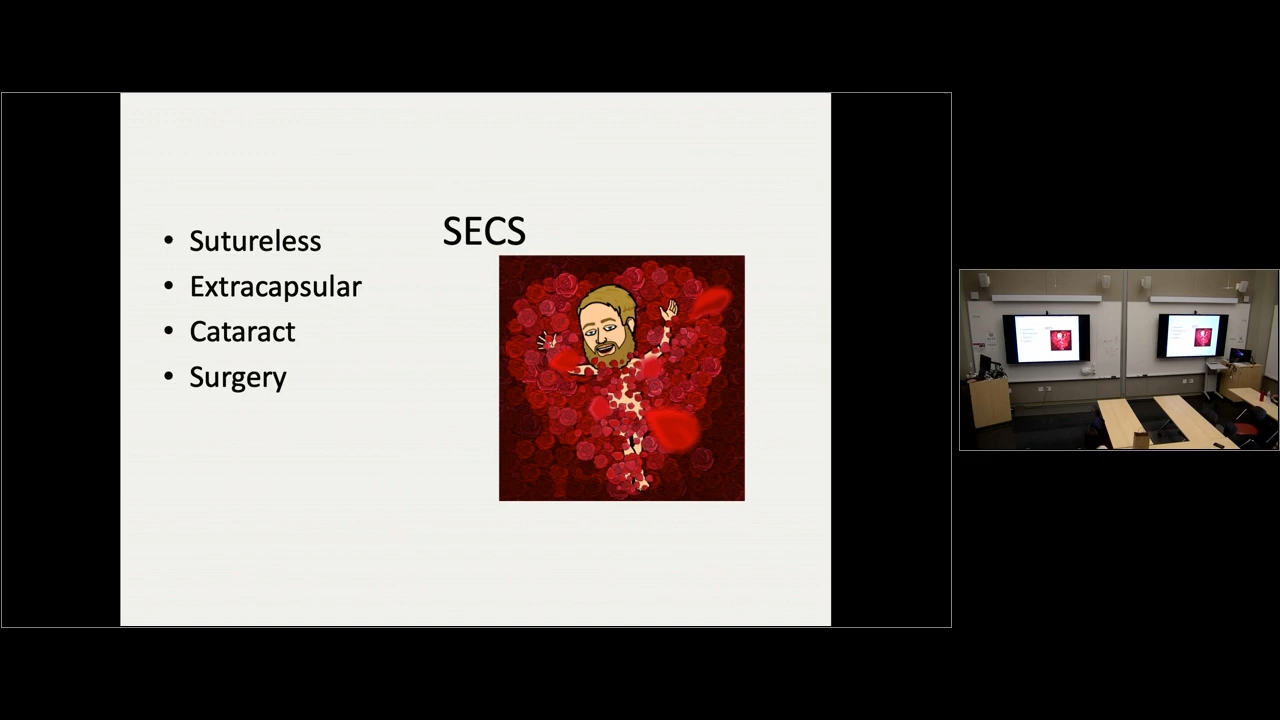 SECS
• Sutureless
• Extracapsular
• Cataract
• Surgery